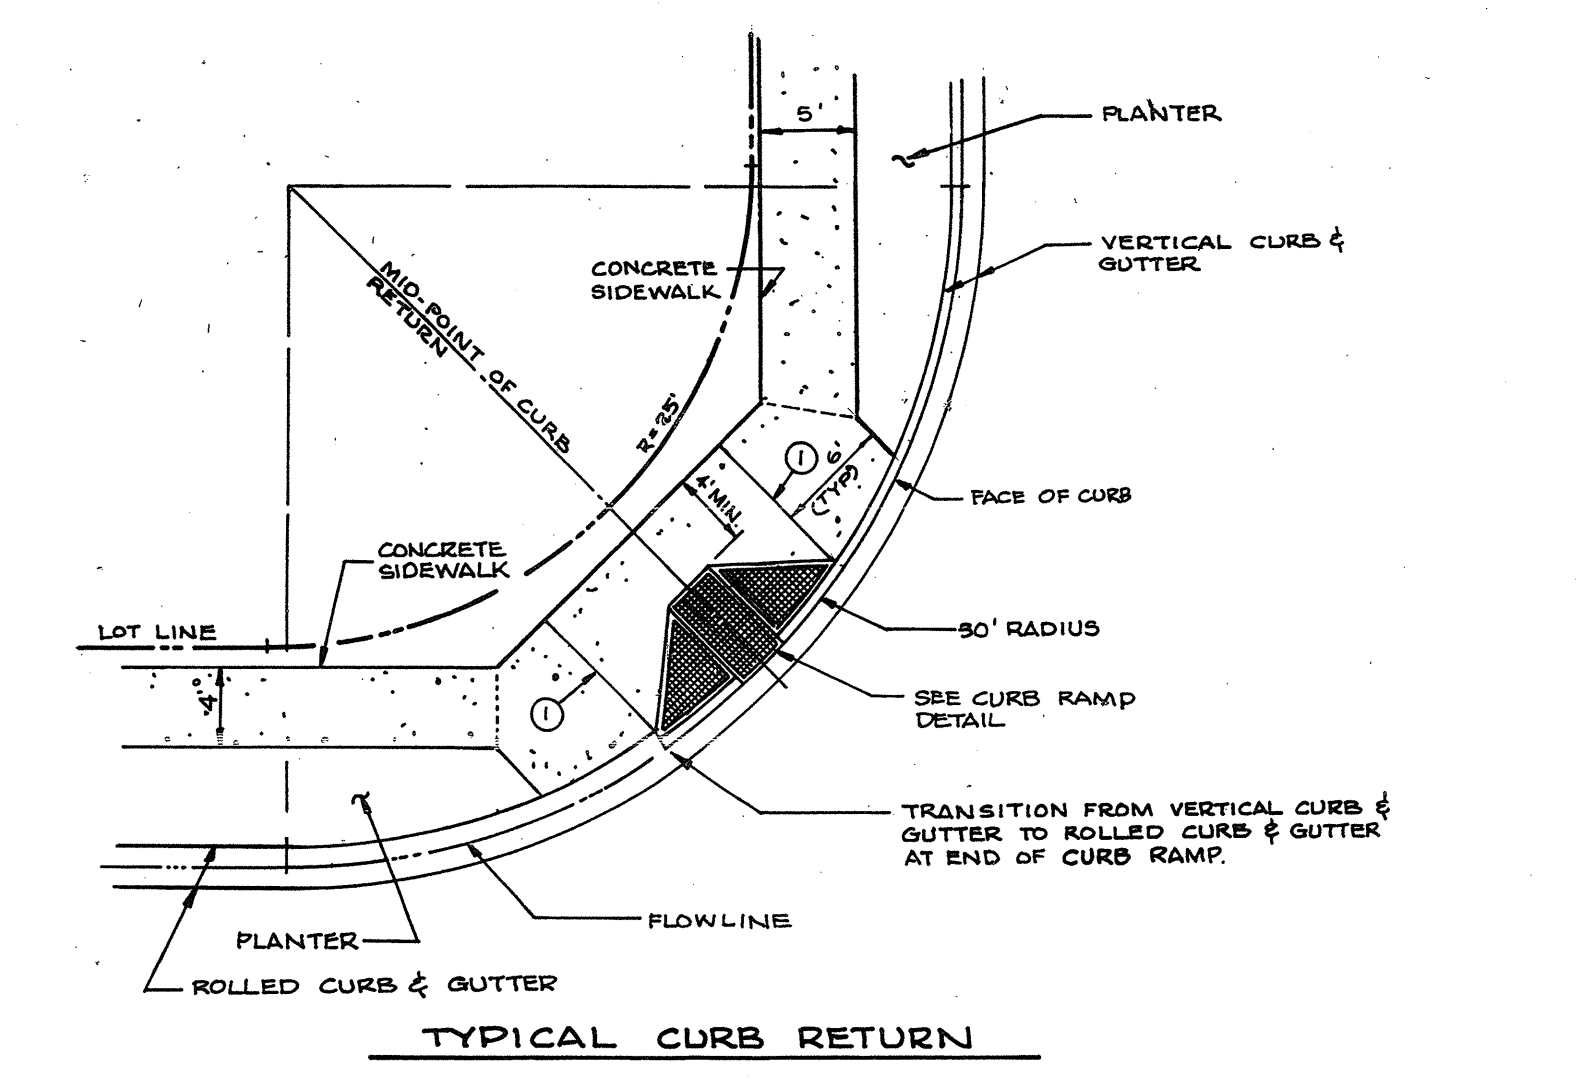 5'
PLANTER
VERTICAL CURB &
GUTTER
CONCRETE
SIDEWALK
MID-POINT OF CURB
RETURN
R=25'
1
6'
(TYP)
4' MIN.
FACE OF CURB
CONCRETE
SIDEWALK
LOT LINE
30' RADIUS
4'
1
SEE CURB RAMP
DETAIL
TRANSITION FROM VERTICAL CURB &
GUTTER TO ROLLED CURB & GUTTER
AT END OF CURB RAMP.
FLOWLINE
PLANTER
ROLLED CURB & GUTTER
TYPICAL CURB RETURN